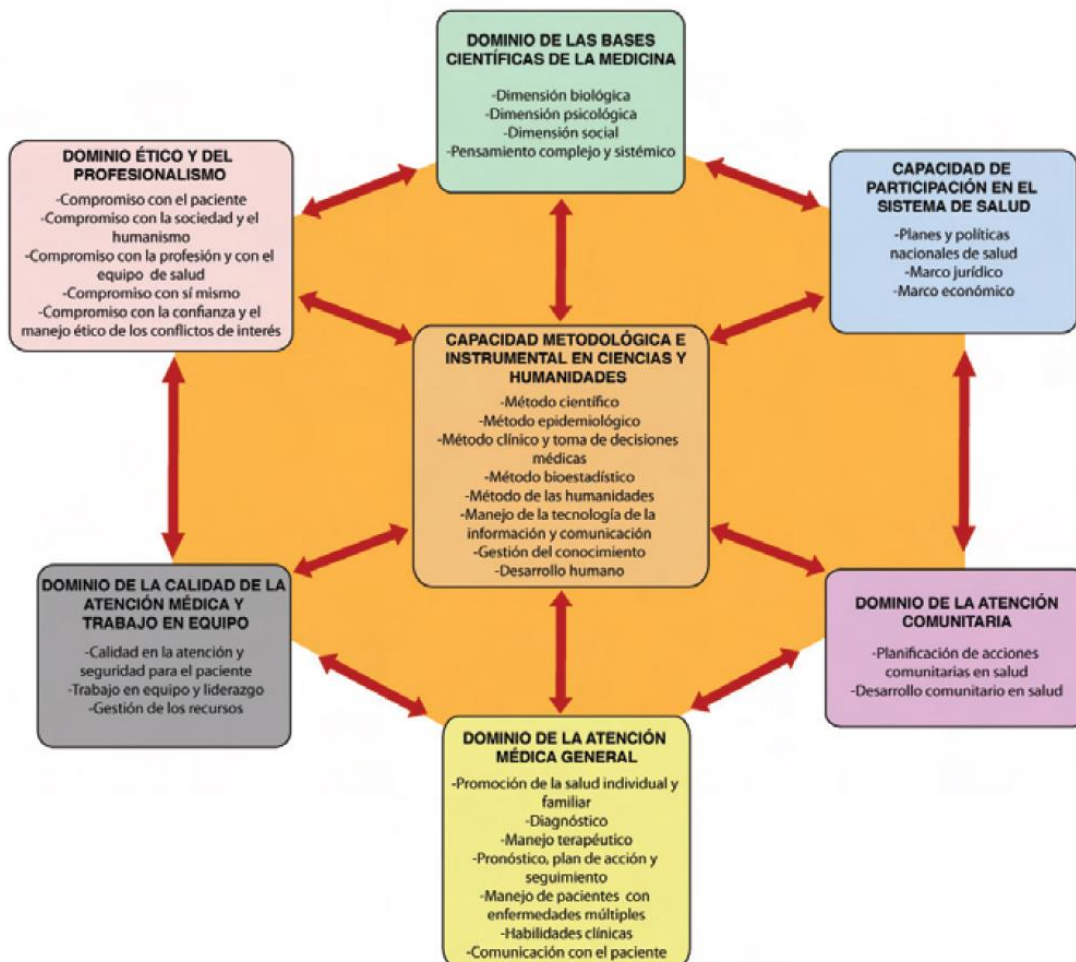 DOMINIO DE LAS BASES
CIENTÍFICAS DE LA MEDICINA
-Dimensión biológica
-Dimensión psicológica
-Dimensión social
-Pensamiento complejo y sistémico
DOMINIO ÉTICO Y DEL
PROFESIONALISMO
-Compromiso con el paciente
-Compromiso con la sociedad y el
humanismo
-Compromiso con la profesión y con el
equipo de salud
-Compromiso con sí mismo
-Compromiso con la confianza y el
manejo ético de los conflictos de interés
CAPACIDAD DE
PARTICIPACIÓN EN EL
SISTEMA DE SALUD
-Planes y políticas
nacionales de salud
-Marco jurídico
-Marco económico
CAPACIDAD METODOLÓGICA E
INSTRUMENTAL EN CIENCIAS Y
HUMANIDADES
-Método científico
-Método epidemiológico
-Método clínico y toma de decisiones
médicas
-Método bioestadístico
-Método de las humanidades
-Manejo de la tecnología de la
información y comunicación
-Gestión del conocimiento
-Desarrollo humano
DOMINIO DE LA CALIDAD DE LA
ATENCIÓN MÉDICA Y
TRABAJO EN EQUIPO
-Calidad en la atención y
seguridad para el paciente
-Trabajo en equipo y liderazgo
-Gestión de los recursos
DOMINIO DE LA ATENCIÓN
COMUNITARIA
-Planificación de acciones
comunitarias en salud
-Desarrollo comunitario en salud
DOMINIO DE LA ATENCIÓN
MÉDICA GENERAL
-Promoción de la salud individual y
familiar
-Diagnóstico
-Manejo terapéutico
-Pronóstico, plan de acción y
seguimiento
-Manejo de pacientes con
enfermedades múltiples
-Habilidades clínicas
-Comunicación con el paciente